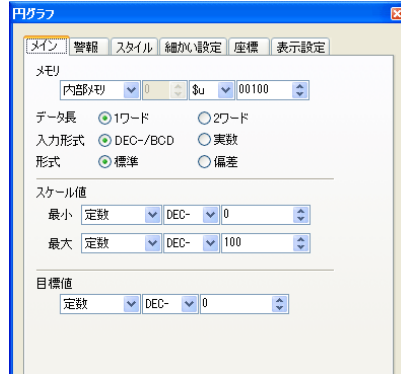 円グラフ
メイン 警報 スタイル 細かい設定 座標 表示設定
メモリ
内部メモリ 0 $u 00100
データ長 1ワード 2ワード
入力形式 DEC-/BCD 実数
形式 標準 偏差
スケール値
最小 定数 DEC- 0
最大 定数 DEC- 100
目標値
定数 DEC- 0